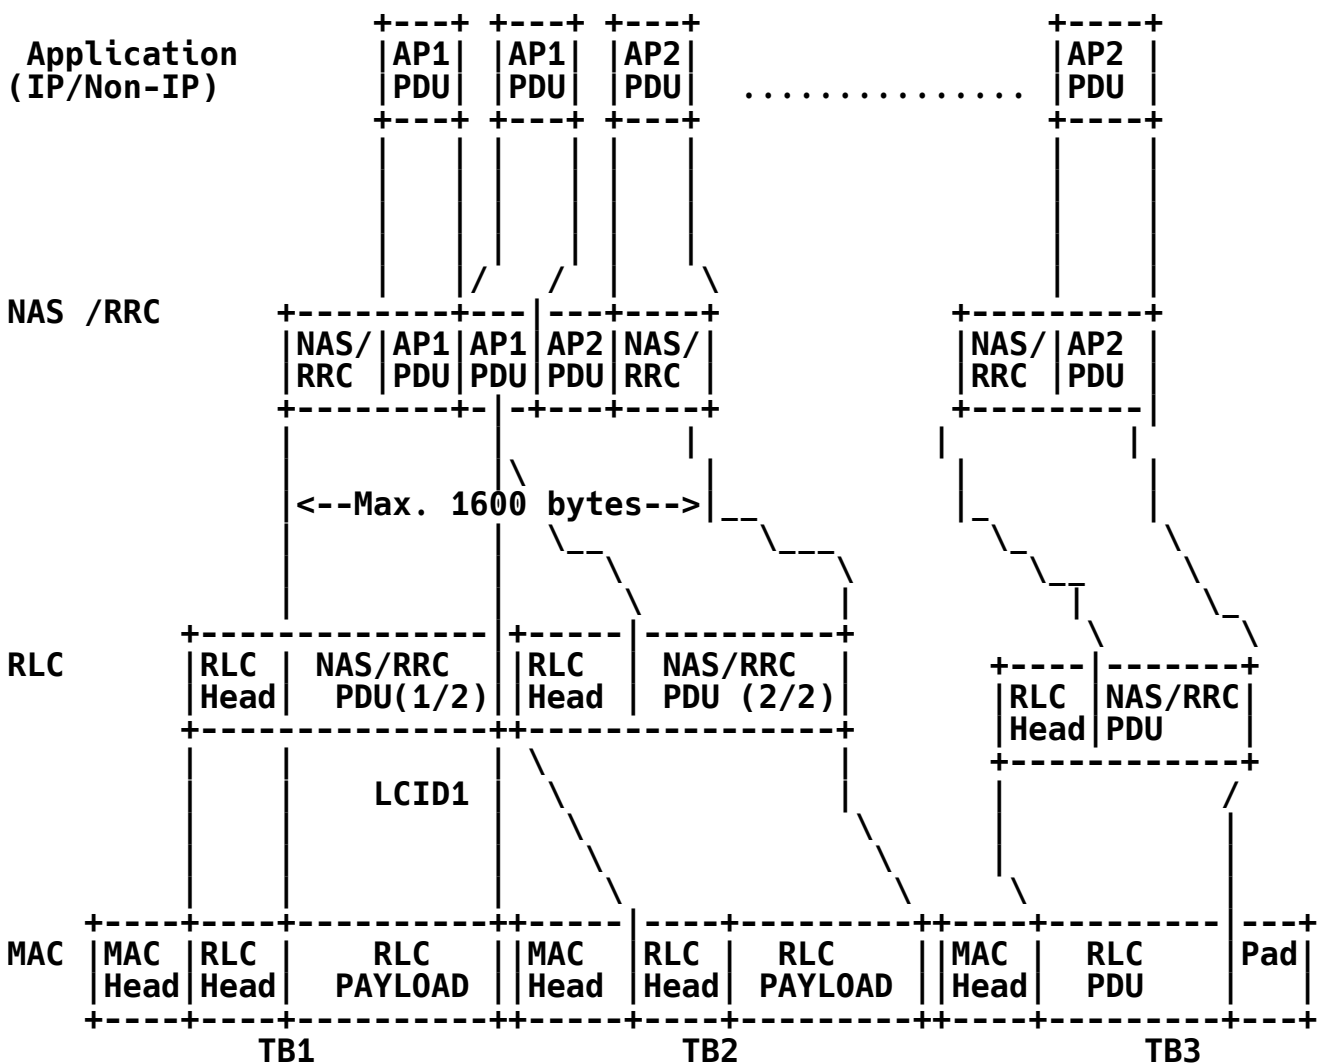 Application AP1 AP1 AP2 AP2
(IP/Non-IP) PDU PDU PDU ............... PDU
NAS /RRC
NAS/ AP1 AP1 AP2 NAS/ NAS/ AP2
RRC PDU PDU PDU RRC RRC PDU
<--Max. 1600 bytes-->
RLC RLC NAS/RRC RLC NAS/RRC
Head PDU(1/2) Head PDU (2/2) RLC NAS/RRC
Head PDU
LCID1
MAC MAC RLC RLC MAC RLC RLC MAC RLC Pad
Head Head PAYLOAD Head Head PAYLOAD Head PDU
TB1 TB2 TB3